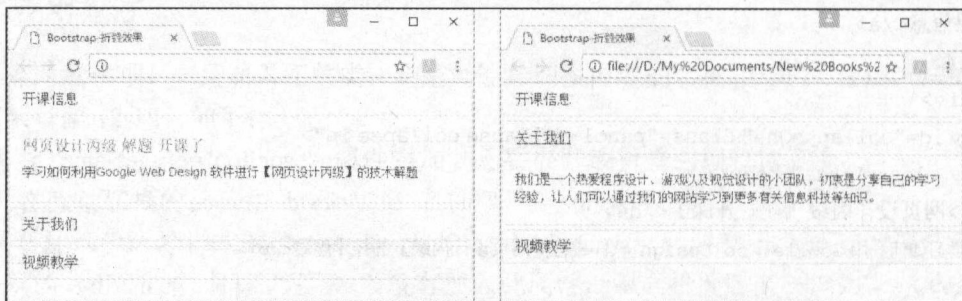 Bootstrap-折叠效果
开课信息
网页设计丙级 解题 开课了
学习如何利用Google Web Design 软件进行【网页设计丙级】的技术解题
关于我们
视频教学
Bootstrap-折叠效果
file:///D:/My%20Documents/New%20Books%2
开课信息
关于我们
我们是一个热爱程序设计、游戏以及视觉设计的小团队，初衷是分享自己的学习
经验，让人们可以通过我们的网站学习到更多有关信息科技等知识。
视频教学